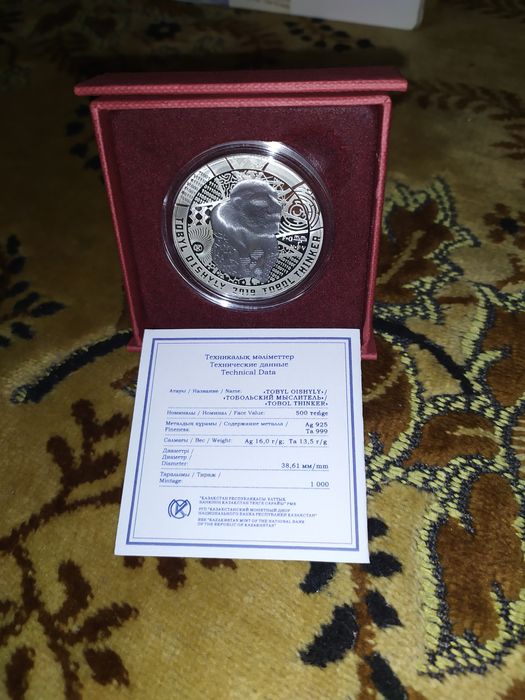 TOBYL OISHYLY 2019 TOBOL THINKER
Техникалық мәліметтер
Технические данные
Technical Data
Атауы / Название / Name: «TOBYL OISHYLY»/
«ТОБОЛЬСКИЙ МЫСЛИТЕЛЬ»/
«TOBOL THINKER»
Номиналы / Номинал / Face Value: 500 теңге
Металдың құрамы / Содержание металла / Ag 925
Fineness: Ta 999
Салмағы / Вес / Weight: Ag 16,0 г/g; Ta 13,5 г/g
Диаметрі /
Диаметр /
Diameter: 38,61 мм/mm
Таралымы / Тираж /
Mintage: 1 000
"ҚАЗАҚСТАН РЕСПУБЛИКАСЫ ҰЛТТЫҚ
БАНКІНІҢ ҚАЗАҚСТАН ТЕҢГЕ САРАЙЫ" РМК
РГП "КАЗАХСТАНСКИЙ МОНЕТНЫЙ ДВОР
НАЦИОНАЛЬНОГО БАНКА РЕСПУБЛИКИ КАЗАХСТАН"
RSE "KAZAKHSTAN MINT OF THE NATIONAL BANK
OF THE REPUBLIC OF KAZAKHSTAN"